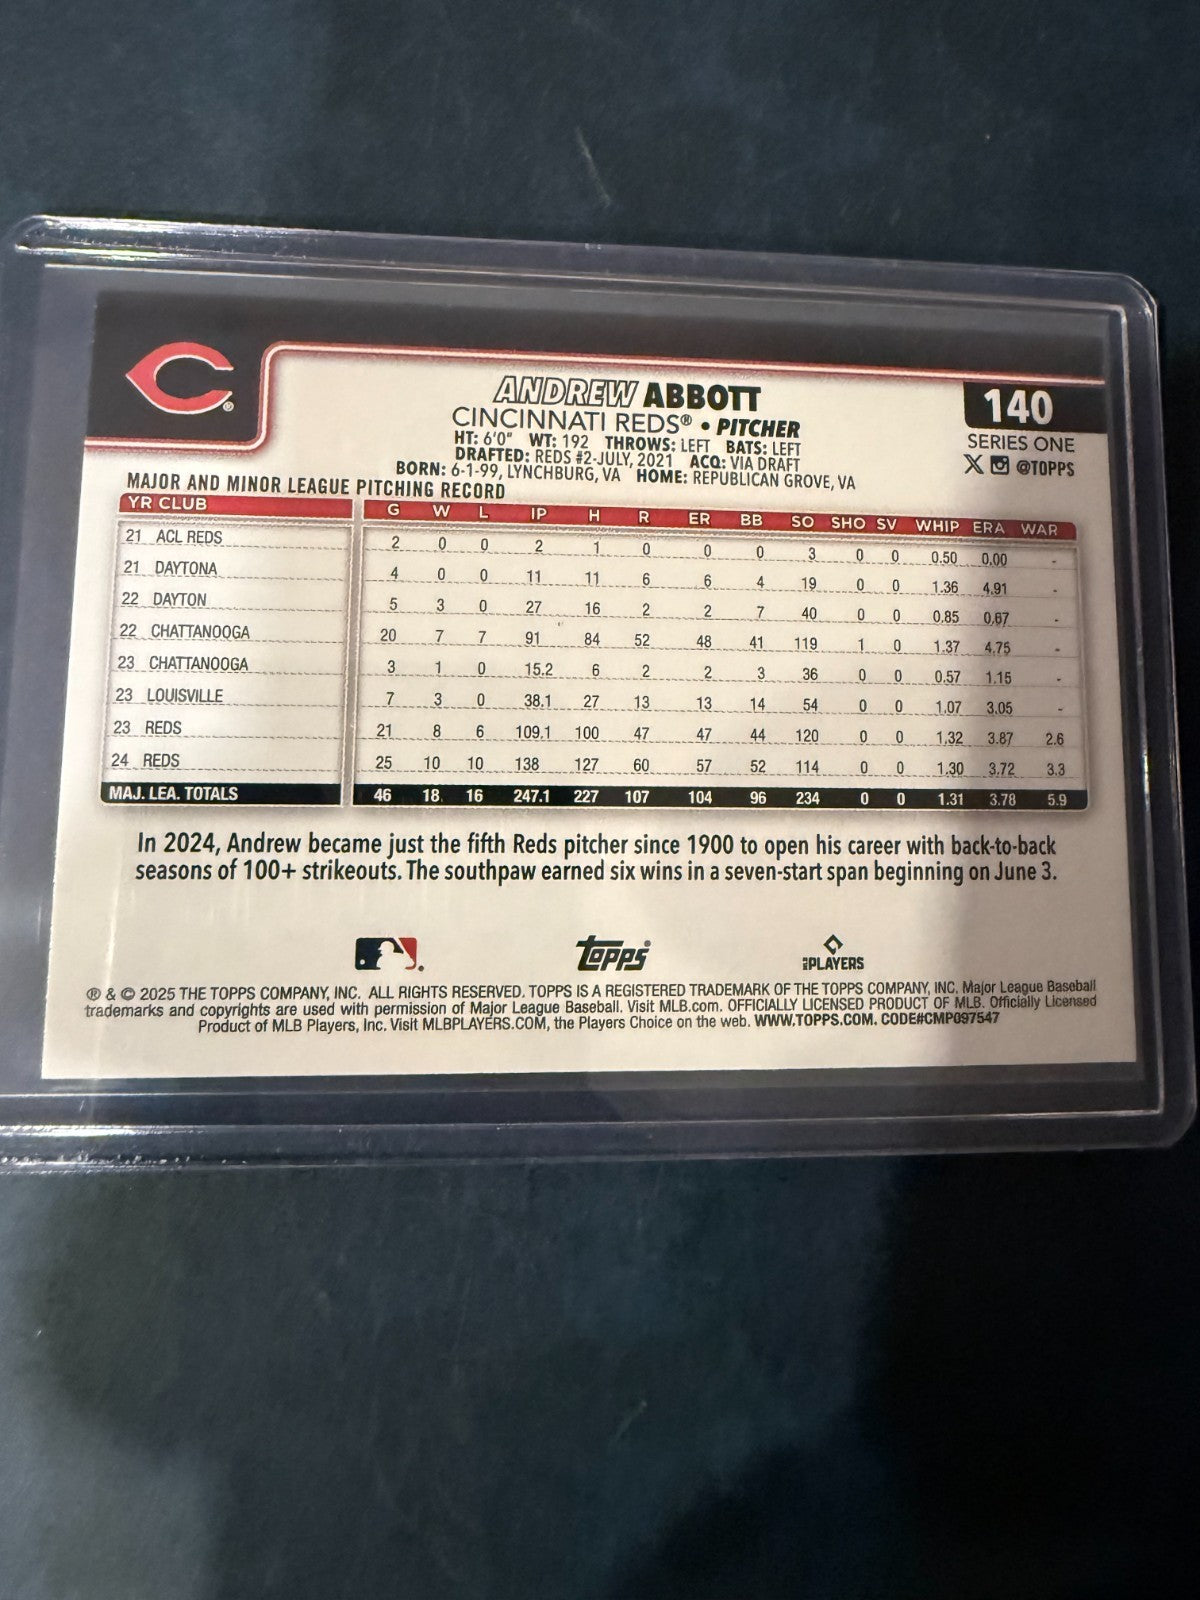 140
ANDREW ABBOTT
CINCINNATI REDS® • PITCHER
HT: 6'0" WT: 192 THROWS: LEFT BATS: LEFT
DRAFTED: REDS #2-JULY, 2021 ACQ: VIA DRAFT
BORN: 6-1-99, LYNCHBURG, VA HOME: REPUBLICAN GROVE, VA
SERIES ONE
@TOPPS
MAJOR AND MINOR LEAGUE PITCHING RECORD
YR CLUB G W L IP H R ER BB SO SHO SV WHIP ERA WAR
21 ACL REDS 2 0 0 2 1 0 0 0 3 0 0 0.50 0.00 -
21 DAYTONA 4 0 0 11 11 6 6 4 19 0 0 1.36 4.91 -
22 DAYTON 5 3 0 27 16 2 2 7 40 0 0 0.85 0.67 -
22 CHATTANOOGA 20 7 7 91 84 52 48 41 119 1 0 1.37 4.75 -
23 CHATTANOOGA 3 1 0 15.2 6 2 2 3 36 0 0 0.57 1.15 -
23 LOUISVILLE 7 3 0 38.1 27 13 13 14 54 0 0 1.07 3.05 -
23 REDS 21 8 6 109.1 100 47 47 44 120 0 0 1.32 3.87 2.6
24 REDS 25 10 10 138 127 60 57 52 114 0 0 1.30 3.72 3.3
MAJ. LEA. TOTALS 46 18 16 247.1 227 107 104 96 234 0 0 1.31 3.78 5.9
In 2024, Andrew became just the fifth Reds pitcher since 1900 to open his career with back-to-back
seasons of 100+ strikeouts. The southpaw earned six wins in a seven-start span beginning on June 3.
topps
PLAYERS
® & © 2025 THE TOPPS COMPANY, INC. ALL RIGHTS RESERVED. TOPPS IS A REGISTERED TRADEMARK OF THE TOPPS COMPANY, INC. Major League Baseball
trademarks and copyrights are used with permission of Major League Baseball. Visit MLB.com. OFFICIALLY LICENSED PRODUCT OF MLB. Officially Licensed
Product of MLB Players, Inc. Visit MLBPLAYERS.COM, the Players Choice on the web. WWW.TOPPS.COM. CODE#CMP097547